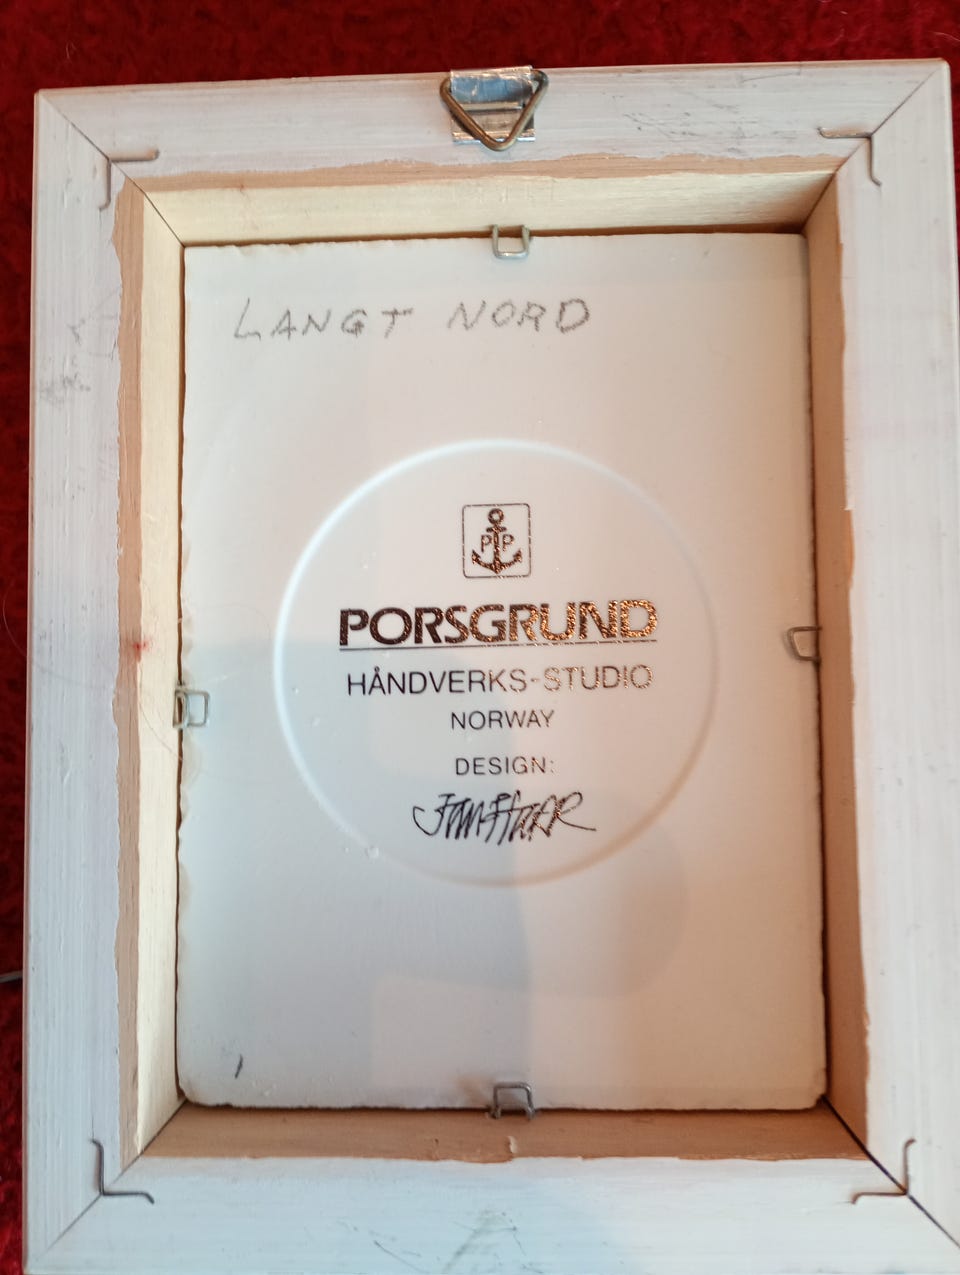 LANGT NORD
PP
PORSGRUND
HÅNDVERKS-STUDIO
NORWAY
DESIGN: